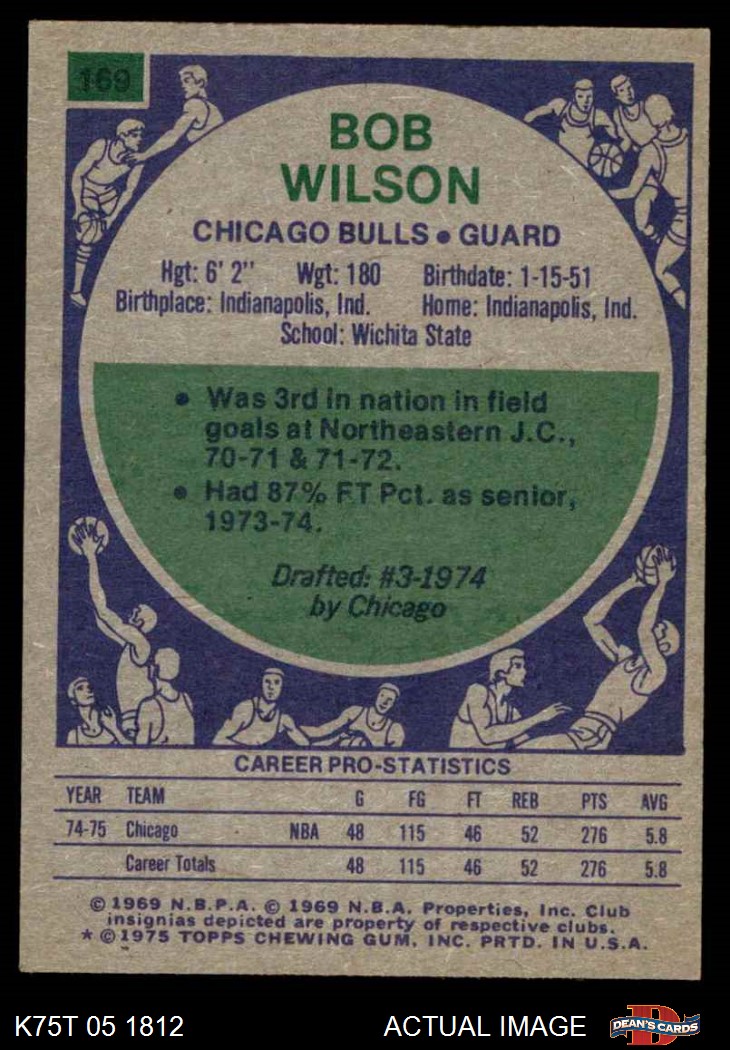 169
BOB
WILSON
CHICAGO BULLS • GUARD
Hgt: 6' 2" Wgt: 180 Birthdate: 1-15-51
Birthplace: Indianapolis, Ind. Home: Indianapolis, Ind.
School: Wichita State
• Was 3rd in nation in field
goals at Northeastern J.C.,
70-71 & 71-72.
• Had 87% FT Pct. as senior,
1973-74.
Drafted: #3-1974
by Chicago
CAREER PRO-STATISTICS
YEAR TEAM G FG FT REB PTS AVG
74-75 Chicago NBA 48 115 46 52 276 5.8
Career Totals 48 115 46 52 276 5.8
© 1969 N.B.P.A. © 1969 N.B.A. Properties, Inc. Club
insignias depicted are property of respective clubs.
* © 1975 TOPPS CHEWING GUM, INC. PRTD. IN U.S.A.
K75T 05 1812 ACTUAL IMAGE DEAN'S CARDS